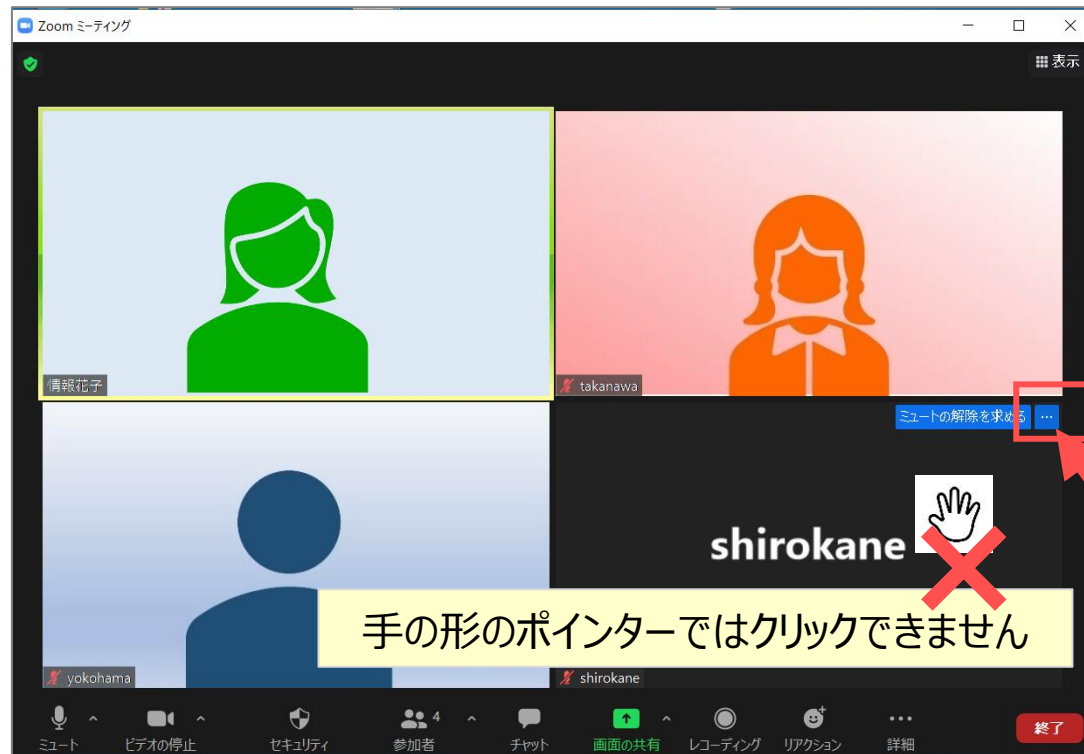 Zoom ミーティング
表示
情報花子
takanawa
ミュートの解除を求める ...
shirokane
手の形のポインターではクリックできません
yokohama
shirokane
ミュート ビデオの停止 セキュリティ 参加者 4 チャット 画面の共有 レコーディング リアクション 詳細 終了